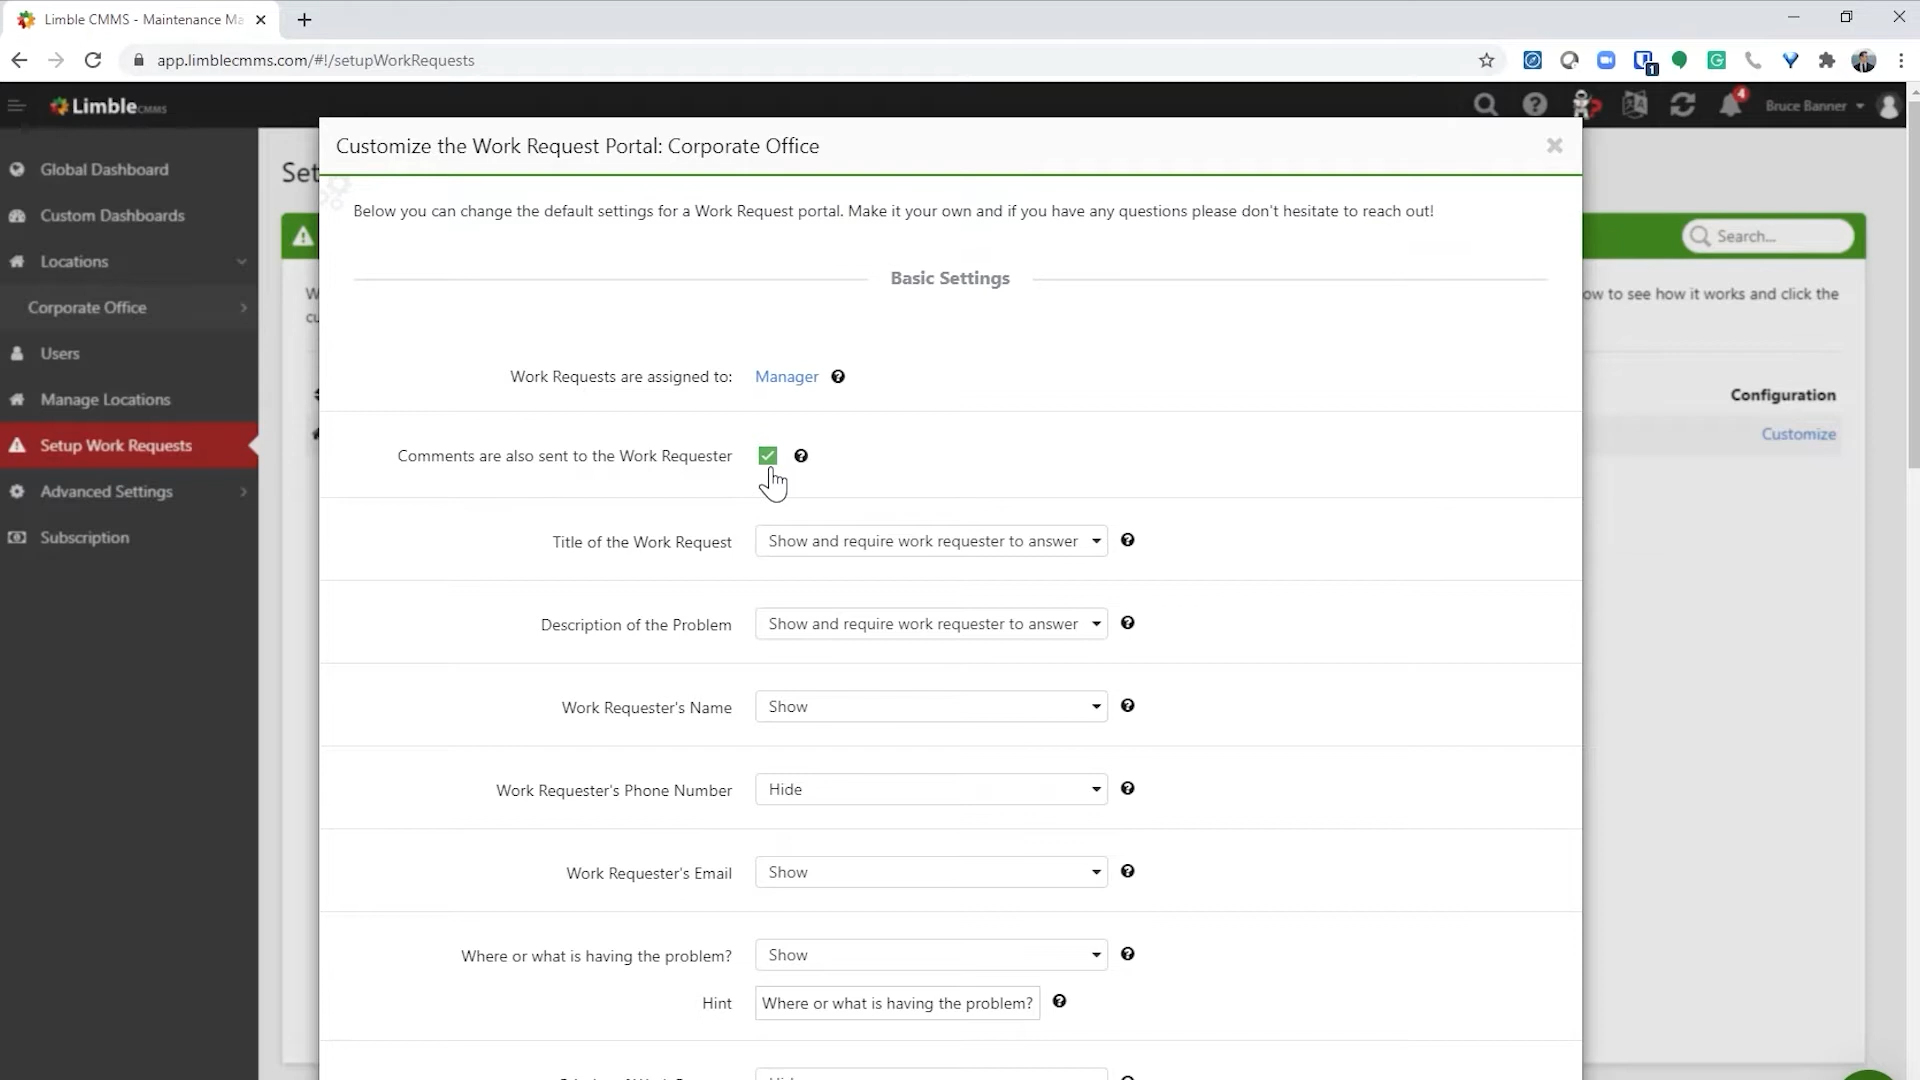 Limble CMMS - Maintenance Ma
app.limblecmms.com/#!/setupWorkRequests
1
Limble CMMS
4
Bruce Banner
Customize the Work Request Portal: Corporate Office
Global Dashboard
Custom Dashboards
Locations
Corporate Office
Users
Manage Locations
Setup Work Requests
Advanced Settings
Subscription
Set
Below you can change the default settings for a Work Request portal. Make it your own and if you have any questions please don't hesitate to reach out!
Search...
Basic Settings
W
ow to see how it works and click the
cu
Work Requests are assigned to: Manager
Configuration
Customize
Comments are also sent to the Work Requester
Title of the Work Request Show and require work requester to answer
Description of the Problem Show and require work requester to answer
Work Requester's Name Show
Work Requester's Phone Number Hide
Work Requester's Email Show
Where or what is having the problem? Show
Hint Where or what is having the problem?